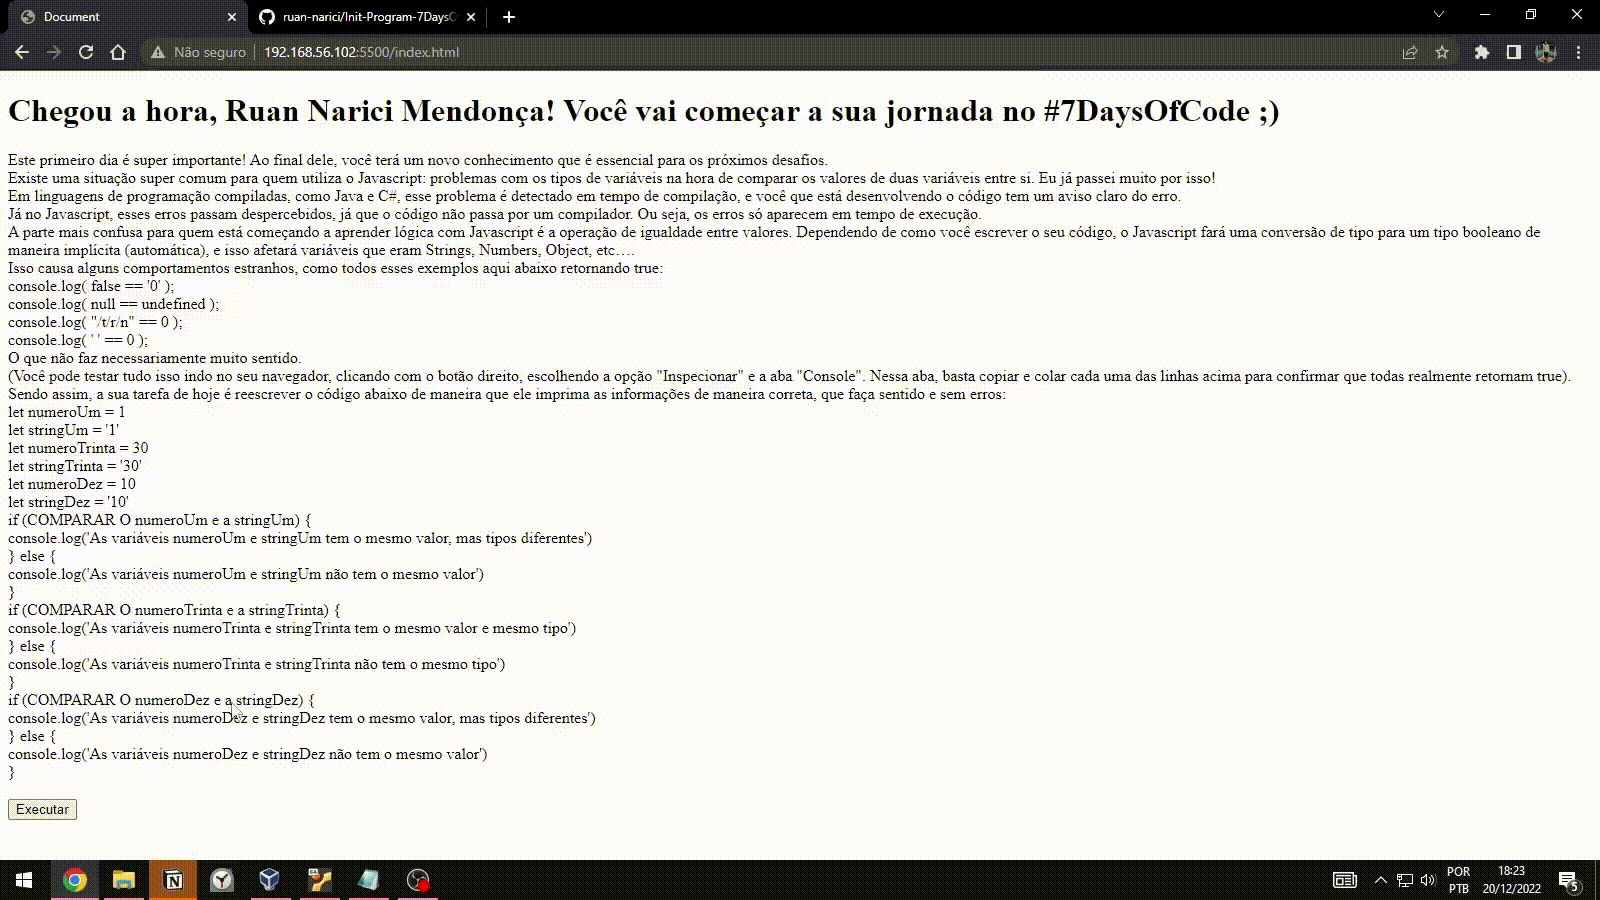 Document
ruan-narici/Init-Program-7DaysO
Não seguro
192.168.56.102:5500/index.html
Chegou a hora, Ruan Narici Mendonça! Você vai começar a sua jornada no #7DaysOfCode ;)
Este primeiro dia é super importante! Ao final dele, você terá um novo conhecimento que é essencial para os próximos desafios.
Existe uma situação super comum para quem utiliza o Javascript: problemas com os tipos de variáveis na hora de comparar os valores de duas variáveis entre si. Eu já passei muito por isso!
Em linguagens de programação compiladas, como Java e C#, esse problema é detectado em tempo de compilação, e você que está desenvolvendo o código tem um aviso claro do erro.
Já no Javascript, esses erros passam despercebidos, já que o código não passa por um compilador. Ou seja, os erros só aparecem em tempo de execução.
A parte mais confusa para quem está começando a aprender lógica com Javascript é a operação de igualdade entre valores. Dependendo de como você escrever o seu código, o Javascript fará uma conversão de tipo para um tipo booleano de
maneira implícita (automática), e isso afetará variáveis que eram Strings, Numbers, Object, etc….
Isso causa alguns comportamentos estranhos, como todos esses exemplos aqui abaixo retornando true:
console.log( false == '0' );
console.log( null == undefined );
console.log( "/t/r/n" == 0 );
console.log( ' ' == 0 );
O que não faz necessariamente muito sentido.
(Você pode testar tudo isso indo no seu navegador, clicando com o botão direito, escolhendo a opção "Inspecionar" e a aba "Console". Nessa aba, basta copiar e colar cada uma das linhas acima para confirmar que todas realmente retornam true).
Sendo assim, a sua tarefa de hoje é reescrever o código abaixo de maneira que ele imprima as informações de maneira correta, que faça sentido e sem erros:
let numeroUm = 1
let stringUm = '1'
let numeroTrinta = 30
let stringTrinta = '30'
let numeroDez = 10
let stringDez = '10'
if (COMPARAR O numeroUm e a stringUm) {
console.log('As variáveis numeroUm e stringUm tem o mesmo valor, mas tipos diferentes')
} else {
console.log('As variáveis numeroUm e stringUm não tem o mesmo valor')
}
if (COMPARAR O numeroTrinta e a stringTrinta) {
console.log('As variáveis numeroTrinta e stringTrinta tem o mesmo valor e mesmo tipo')
} else {
console.log('As variáveis numeroTrinta e stringTrinta não tem o mesmo tipo')
}
if (COMPARAR O numeroDez e a stringDez) {
console.log('As variáveis numeroDez e stringDez tem o mesmo valor, mas tipos diferentes')
} else {
console.log('As variáveis numeroDez e stringDez não tem o mesmo valor')
}
Executar
POR
PTB
18:23
20/12/2022
5